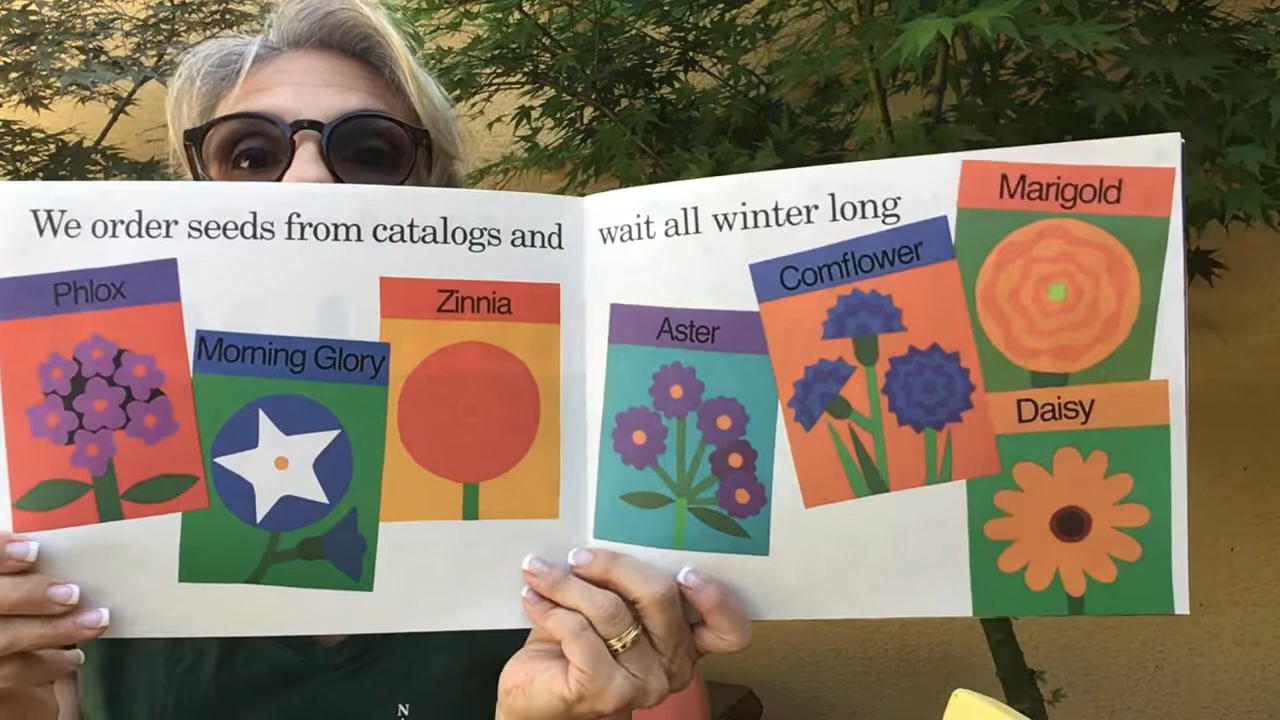 We order seeds from catalogs and wait all winter long
Phlox
Morning Glory
Zinnia
Aster
Cornflower
Marigold
Daisy
N